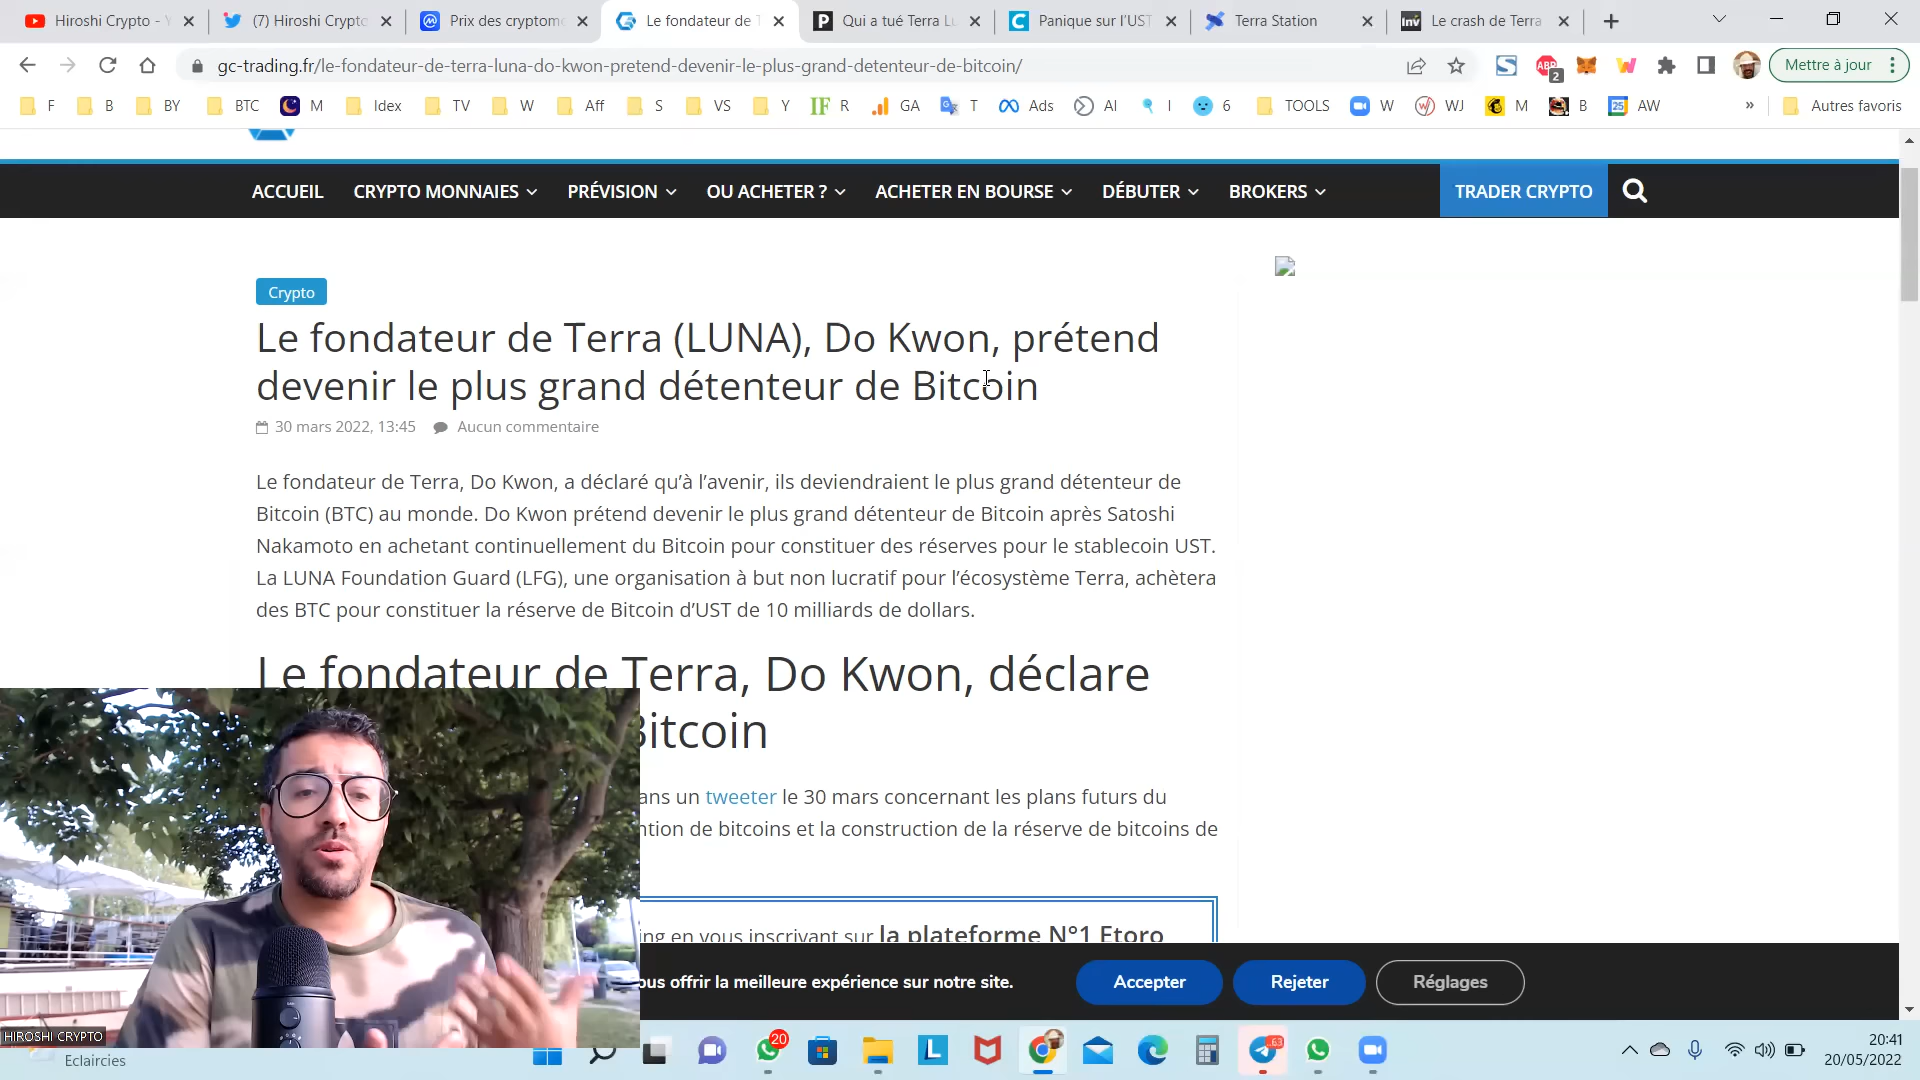 Hiroshi Crypto - Y
(7) Hiroshi Crypto
Prix des cryptomo
Le fondateur de T
Qui a tué Terra Lu
Panique sur l'UST
Terra Station
Le crash de Terra
gc-trading.fr/le-fondateur-de-terra-luna-do-kwon-pretend-devenir-le-plus-grand-detenteur-de-bitcoin/
Mettre à jour
F B BY BTC M Idex TV W Aff S VS Y R GA T Ads AI I 6 TOOLS W WJ M B AW » Autres favoris
ACCUEIL CRYPTO MONNAIES PRÉVISION OU ACHETER ? ACHETER EN BOURSE DÉBUTER BROKERS TRADER CRYPTO
Crypto
Le fondateur de Terra (LUNA), Do Kwon, prétend
devenir le plus grand détenteur de Bitcoin
30 mars 2022, 13:45 Aucun commentaire
Le fondateur de Terra, Do Kwon, a déclaré qu'à l'avenir, ils deviendraient le plus grand détenteur de
Bitcoin (BTC) au monde. Do Kwon prétend devenir le plus grand détenteur de Bitcoin après Satoshi
Nakamoto en achetant continuellement du Bitcoin pour constituer des réserves pour le stablecoin UST.
La LUNA Foundation Guard (LFG), une organisation à but non lucratif pour l'écosystème Terra, achètera
des BTC pour constituer la réserve de Bitcoin d'UST de 10 milliards de dollars.
Le fondateur de Terra, Do Kwon, déclare
Bitcoin
ans un tweeter le 30 mars concernant les plans futurs du
ntion de bitcoins et la construction de la réserve de bitcoins de
ing en vous inscrivant sur la plateforme N°1 Etoro
ous offrir la meilleure expérience sur notre site.
Accepter Rejeter Réglages
HIROSHI CRYPTO
Eclaircies
20
63
20:41
20/05/2022